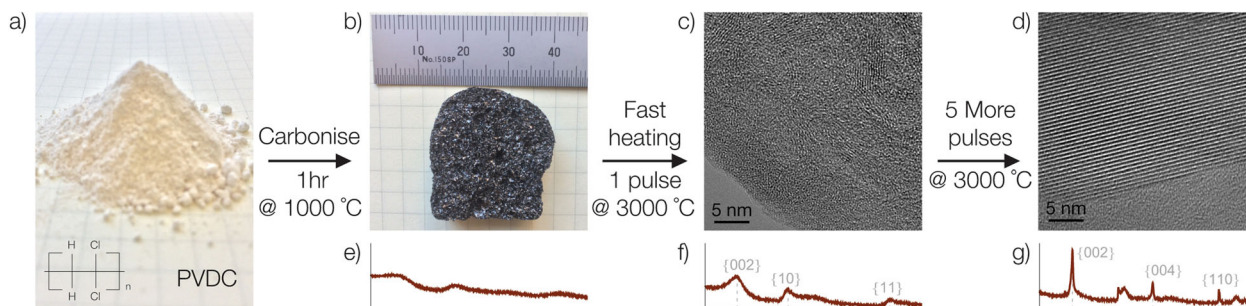 a)
b)
c)
d)
10 20 30 40
No.150BP
Carbonise
1hr
@ 1000 °C
Fast
heating
1 pulse
@ 3000 °C
5 nm
5 More
pulses
@ 3000 °C
5 nm
H Cl
n
H Cl
PVDC
e)
f)
{002}
{10}
{11}
g)
{002}
{004}
{110}